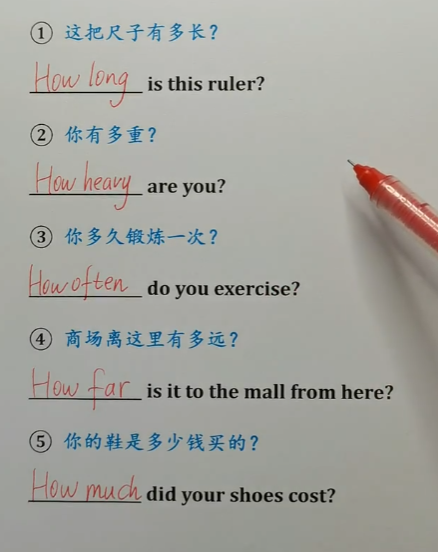 ① 这把尺子有多长？
How long is this ruler?
② 你有多重？
How heavy are you?
③ 你多久锻炼一次？
How often do you exercise?
④ 商场离这里有多远？
How far is it to the mall from here?
⑤ 你的鞋是多少钱买的？
How much did your shoes cost?